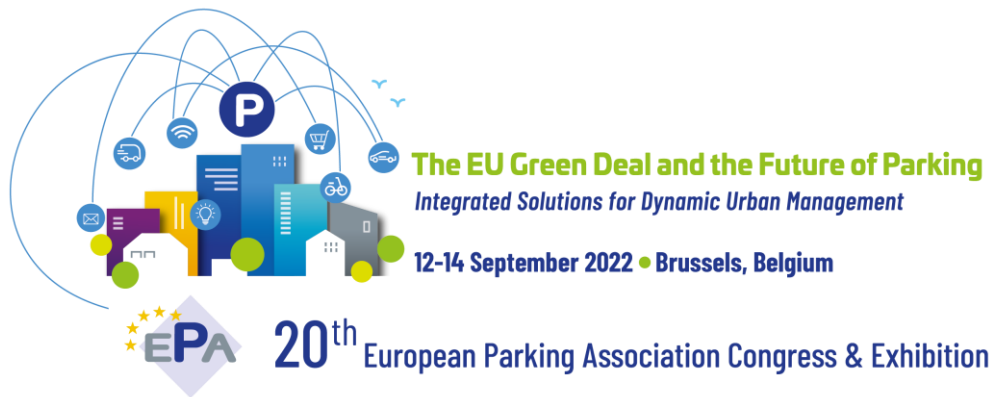 P
The EU Green Deal and the Future of Parking
Integrated Solutions for Dynamic Urban Management
12-14 September 2022 • Brussels, Belgium
EPA
20th European Parking Association Congress & Exhibition